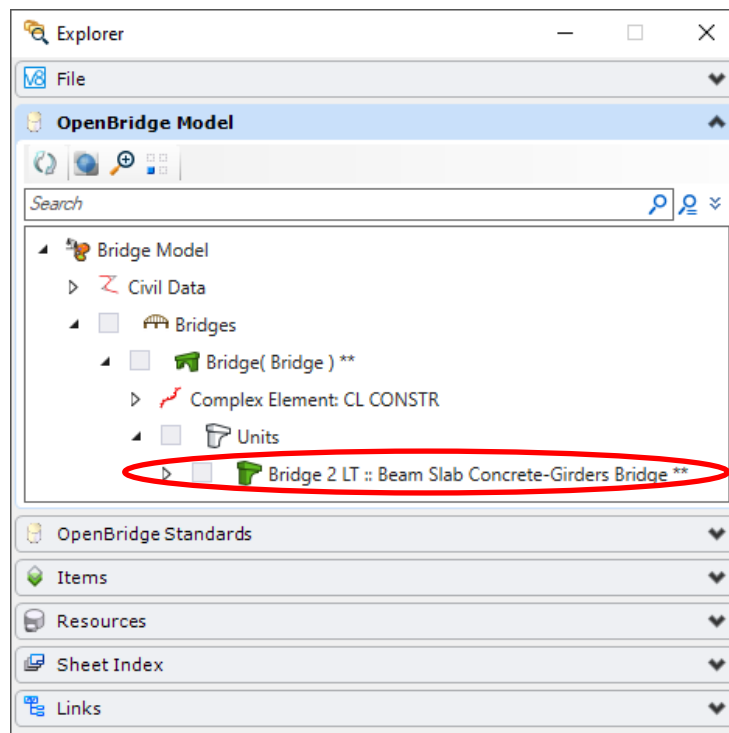 Explorer
V8 File
OpenBridge Model
Search
Bridge Model
Civil Data
Bridges
Bridge( Bridge ) **
Complex Element: CL CONSTR
Units
Bridge 2 LT :: Beam Slab Concrete-Girders Bridge **
OpenBridge Standards
Items
Resources
Sheet Index
Links